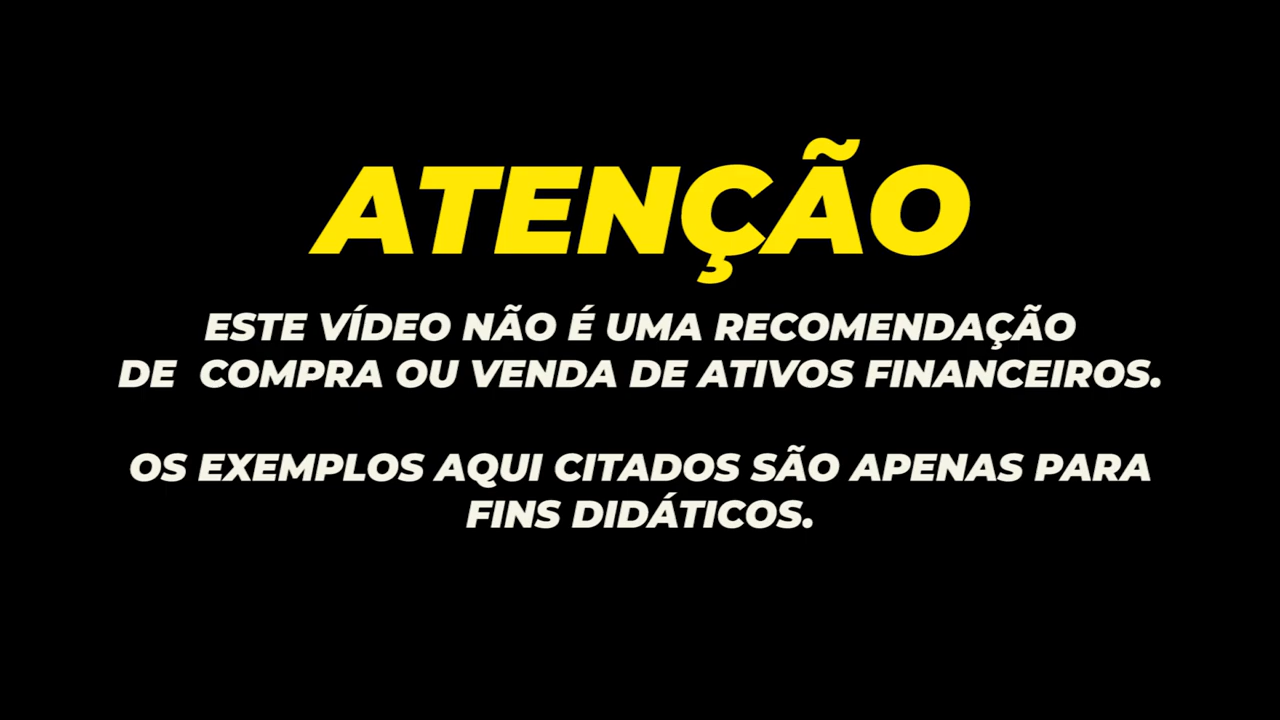 ATENÇÃO
ESTE VÍDEO NÃO É UMA RECOMENDAÇÃO
DE COMPRA OU VENDA DE ATIVOS FINANCEIROS.
OS EXEMPLOS AQUI CITADOS SÃO APENAS PARA
FINS DIDÁTICOS.